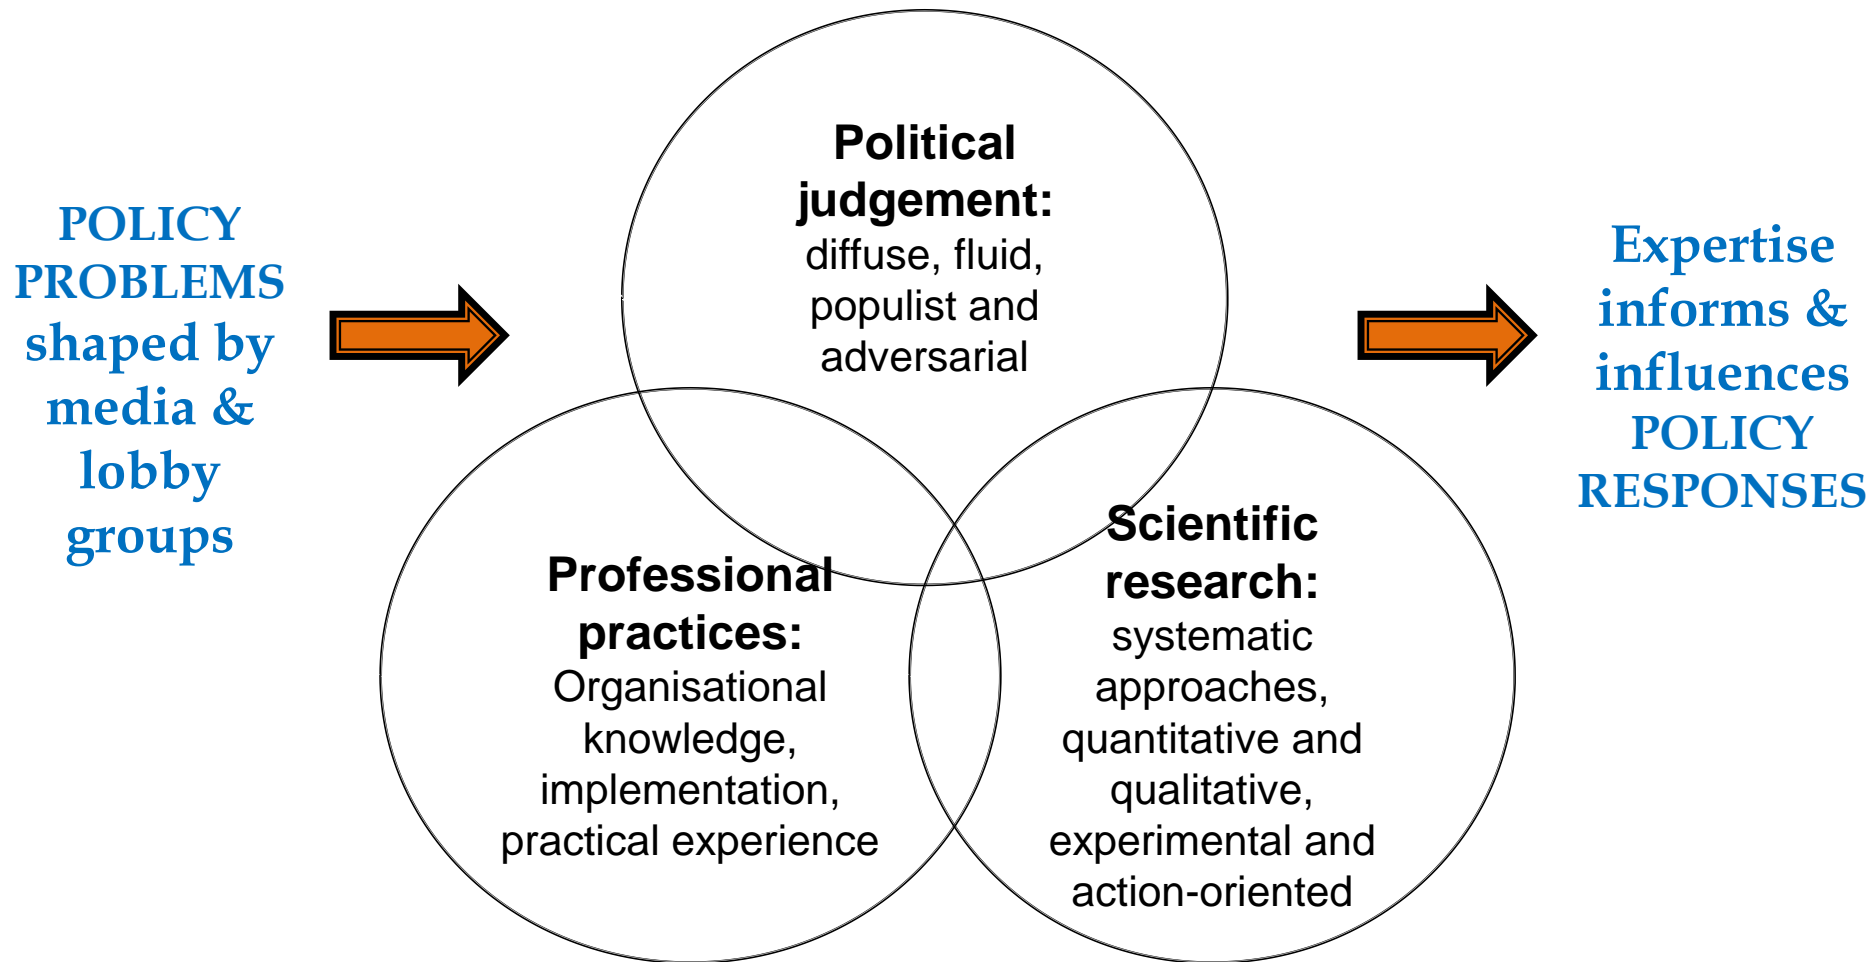 POLICY
PROBLEMS
shaped by
media &
lobby
groups
Political
judgement:
diffuse, fluid,
populist and
adversarial
Professional
practices:
Organisational
knowledge,
implementation,
practical experience
Scientific
research:
systematic
approaches,
quantitative and
qualitative,
experimental and
action-oriented
Expertise
informs &
influences
POLICY
RESPONSES